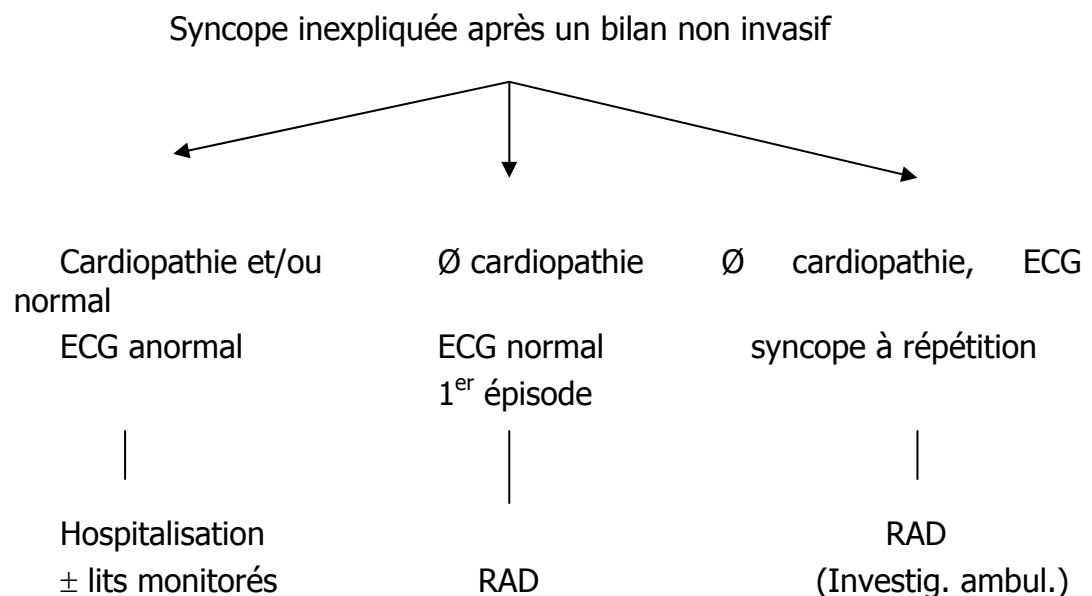 Syncope inexpliquée après un bilan non invasif
Cardiopathie et/ou Ø cardiopathie Ø cardiopathie, ECG
normal
ECG anormal ECG normal syncope à répétition
1er épisode
Hospitalisation RAD
± lits monitorés RAD (Investig. ambul.)